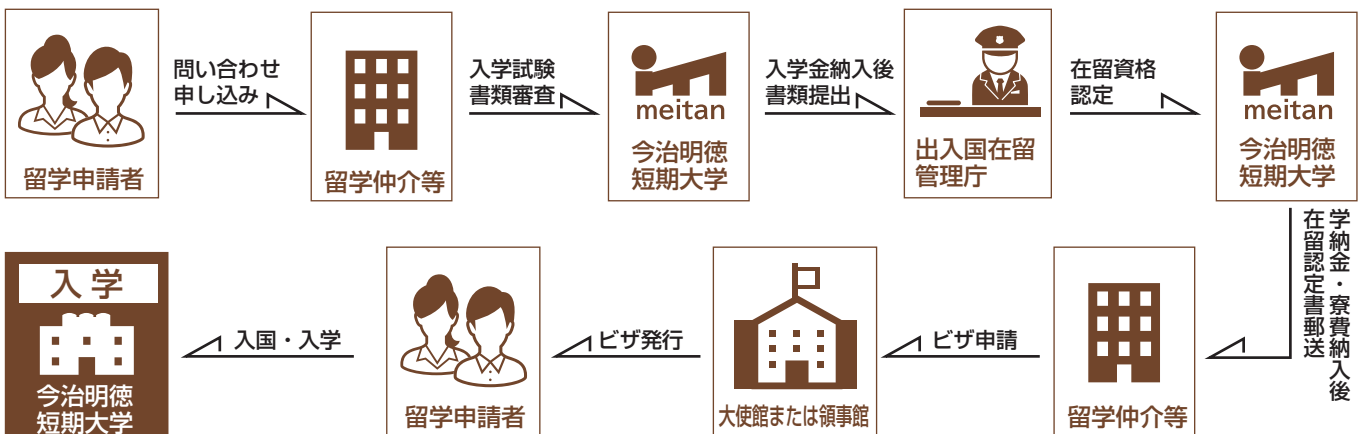 留学申請者
問い合わせ
申し込み
留学仲介等
入学試験
書類審査
meitan
今治明徳
短期大学
入学金納入後
書類提出
出入国在留
管理庁
在留資格
認定
meitan
今治明徳
短期大学
学納金・寮費納入後
在留認定書郵送
留学仲介等
ビザ申請
大使館または領事館
ビザ発行
留学申請者
入国・入学
入学
今治明徳
短期大学